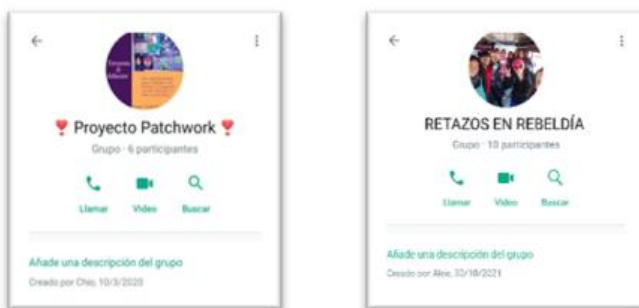 Proyecto Patchwork
Grupo · 6 participantes
Llamar Video Buscar
Añade una descripción del grupo
Creado por Chio, 10/3/2020
RETAZOS EN REBELDÍA
Grupo · 10 participantes
Llamar Video Buscar
Añade una descripción del grupo
Creado por